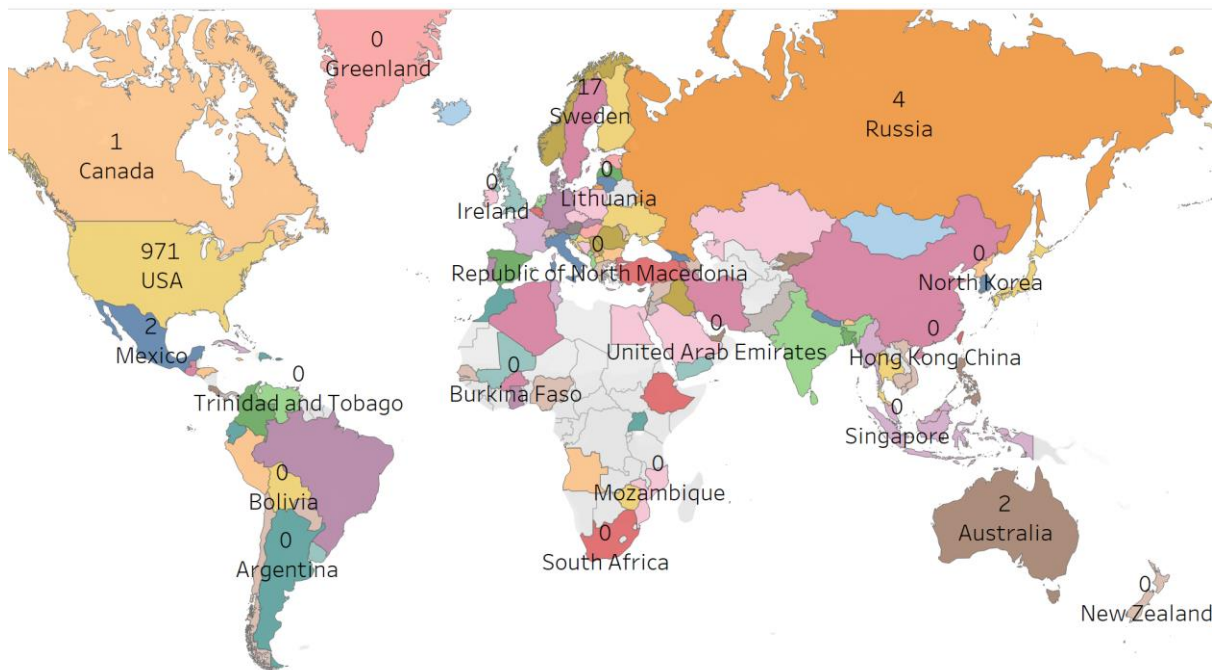 0
Greenland
17
Sweden
4
Russia
1
Canada
0
Lithuania
0
Ireland
971
USA
0
Republic of North Macedonia
0
North Korea
2
Mexico
0
United Arab Emirates
0
Hong Kong China
0
Trinidad and Tobago
0
Burkina Faso
0
Singapore
0
Bolivia
0
Mozambique
2
Australia
0
Argentina
0
South Africa
0
New Zealand